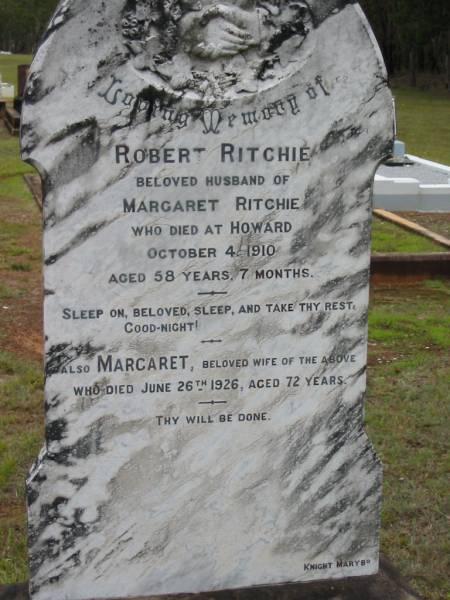 In Loving Memory of
ROBERT RITCHIE
BELOVED HUSBAND OF
MARGARET RITCHIE
WHO DIED AT HOWARD
OCTOBER 4, 1910
AGED 58 YEARS, 7 MONTHS.
SLEEP ON, BELOVED, SLEEP, AND TAKE THY REST,
GOOD-NIGHT!
ALSO MARGARET, BELOVED WIFE OF THE ABOVE
WHO DIED JUNE 26TH 1926, AGED 72 YEARS.
THY WILL BE DONE.
KNIGHT MARYBO